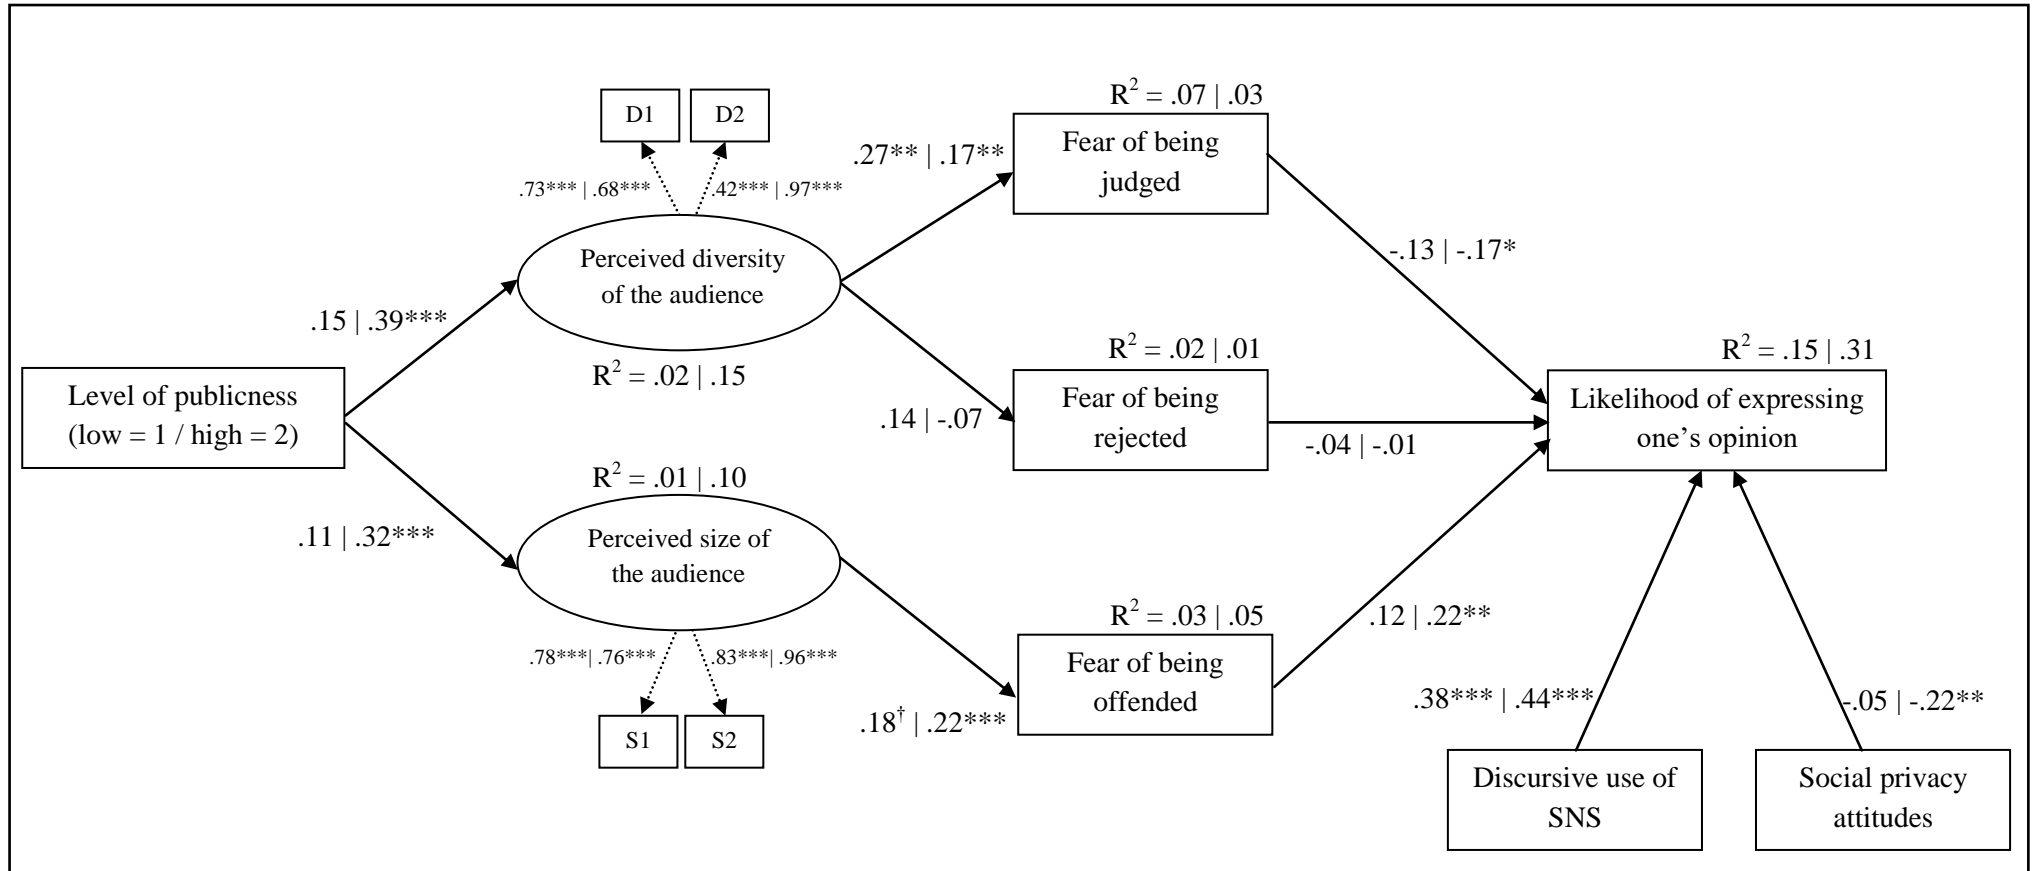 R² = .07 | .03
D1
D2
Fear of being
judged
.27** | .17**
.73*** | .68***
.42*** | .97***
Perceived diversity
of the audience
-.13 | -.17*
.15 | .39***
R² = .02 | .15
R² = .02 | .01
R² = .15 | .31
Level of publicness
(low = 1 / high = 2)
Fear of being
rejected
.14 | -.07
-.04 | -.01
Likelihood of expressing
one’s opinion
R² = .01 | .10
.11 | .32***
Perceived size of
the audience
R² = .03 | .05
.12 | .22**
.78***| .76***
.83***| .96***
Fear of being
offended
.18† | .22***
.38*** | .44***
-.05 | -.22**
S1
S2
Discursive use of
SNS
Social privacy
attitudes